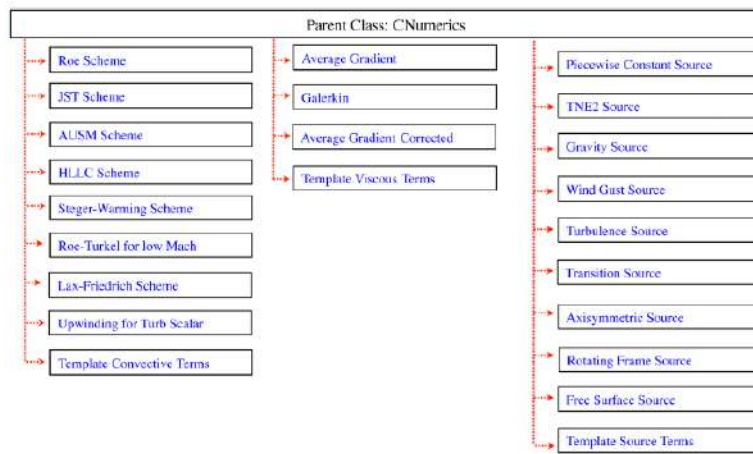 Parent Class: CNumerics
Roe Scheme
JST Scheme
AUSM Scheme
HLLC Scheme
Steger-Warming Scheme
Roe-Turkel for low Mach
Lax-Friedrich Scheme
Upwinding for Turb Scalar
Template Convective Terms
Average Gradient
Galerkin
Average Gradient Corrected
Template Viscous Terms
Piecewise Constant Source
TNE2 Source
Gravity Source
Wind Gust Source
Turbulence Source
Transition Source
Axisymmetric Source
Rotating Frame Source
Free Surface Source
Template Source Terms